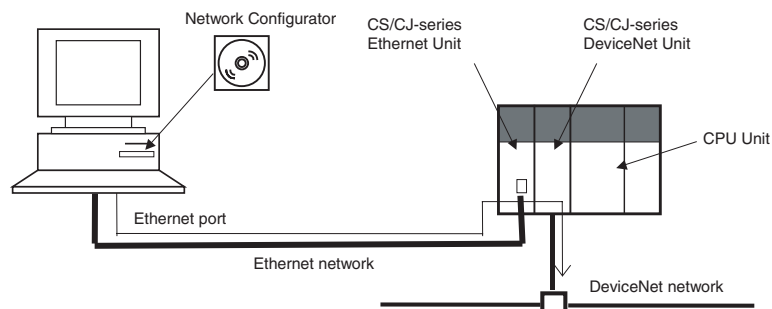 Network Configurator
CS/CJ-series
Ethernet Unit
CS/CJ-series
DeviceNet Unit
CPU Unit
Ethernet port
Ethernet network
DeviceNet network